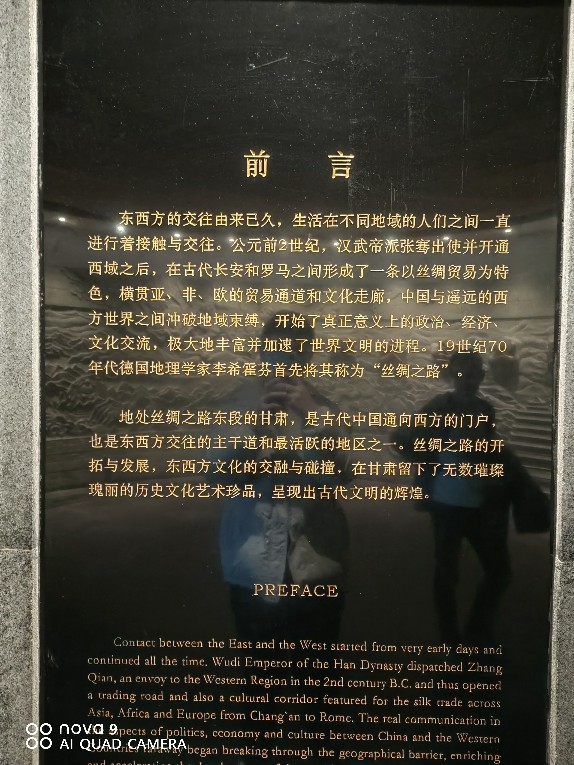 前 言
东西方的交往由来已久，生活在不同地域的人们之间一直
进行着接触与交往。公元前2世纪，汉武帝派张骞出使并开通
西域之后，在古代长安和罗马之间形成了一条以丝绸贸易为特
色，横贯亚、非、欧的贸易通道和文化走廊，中国与遥远的西
方世界之间冲破地域束缚，开始了真正意义上的政治、经济、
文化交流，极大地丰富并加速了世界文明的进程。19世纪70
年代德国地理学家李希霍芬首先将其称为“丝绸之路”。
地处丝绸之路东段的甘肃，是古代中国通向西方的门户，
也是东西方交往的主干道和最活跃的地区之一。丝绸之路的开
拓与发展，东西方文化的交融与碰撞，在甘肃留下了无数璀璨
瑰丽的历史文化艺术珍品，呈现出古代文明的辉煌。
PREFACE
Contact between the East and the West started from very early days and
continued all the time. Wudi Emperor of the Han Dynasty dispatched Zhang
Qian, an envoy to the Western Region in the 2nd century B.C. and thus opened
a trading road and also a cultural corridor featured for the silk trade across
Asia, Africa and Europe from Chang'an to Rome. The real communication in
aspects of politics, economy and culture between China and the Western
faraway began breaking through the geographical barrier, enriching
nova 9
AI QUAD CAMERA